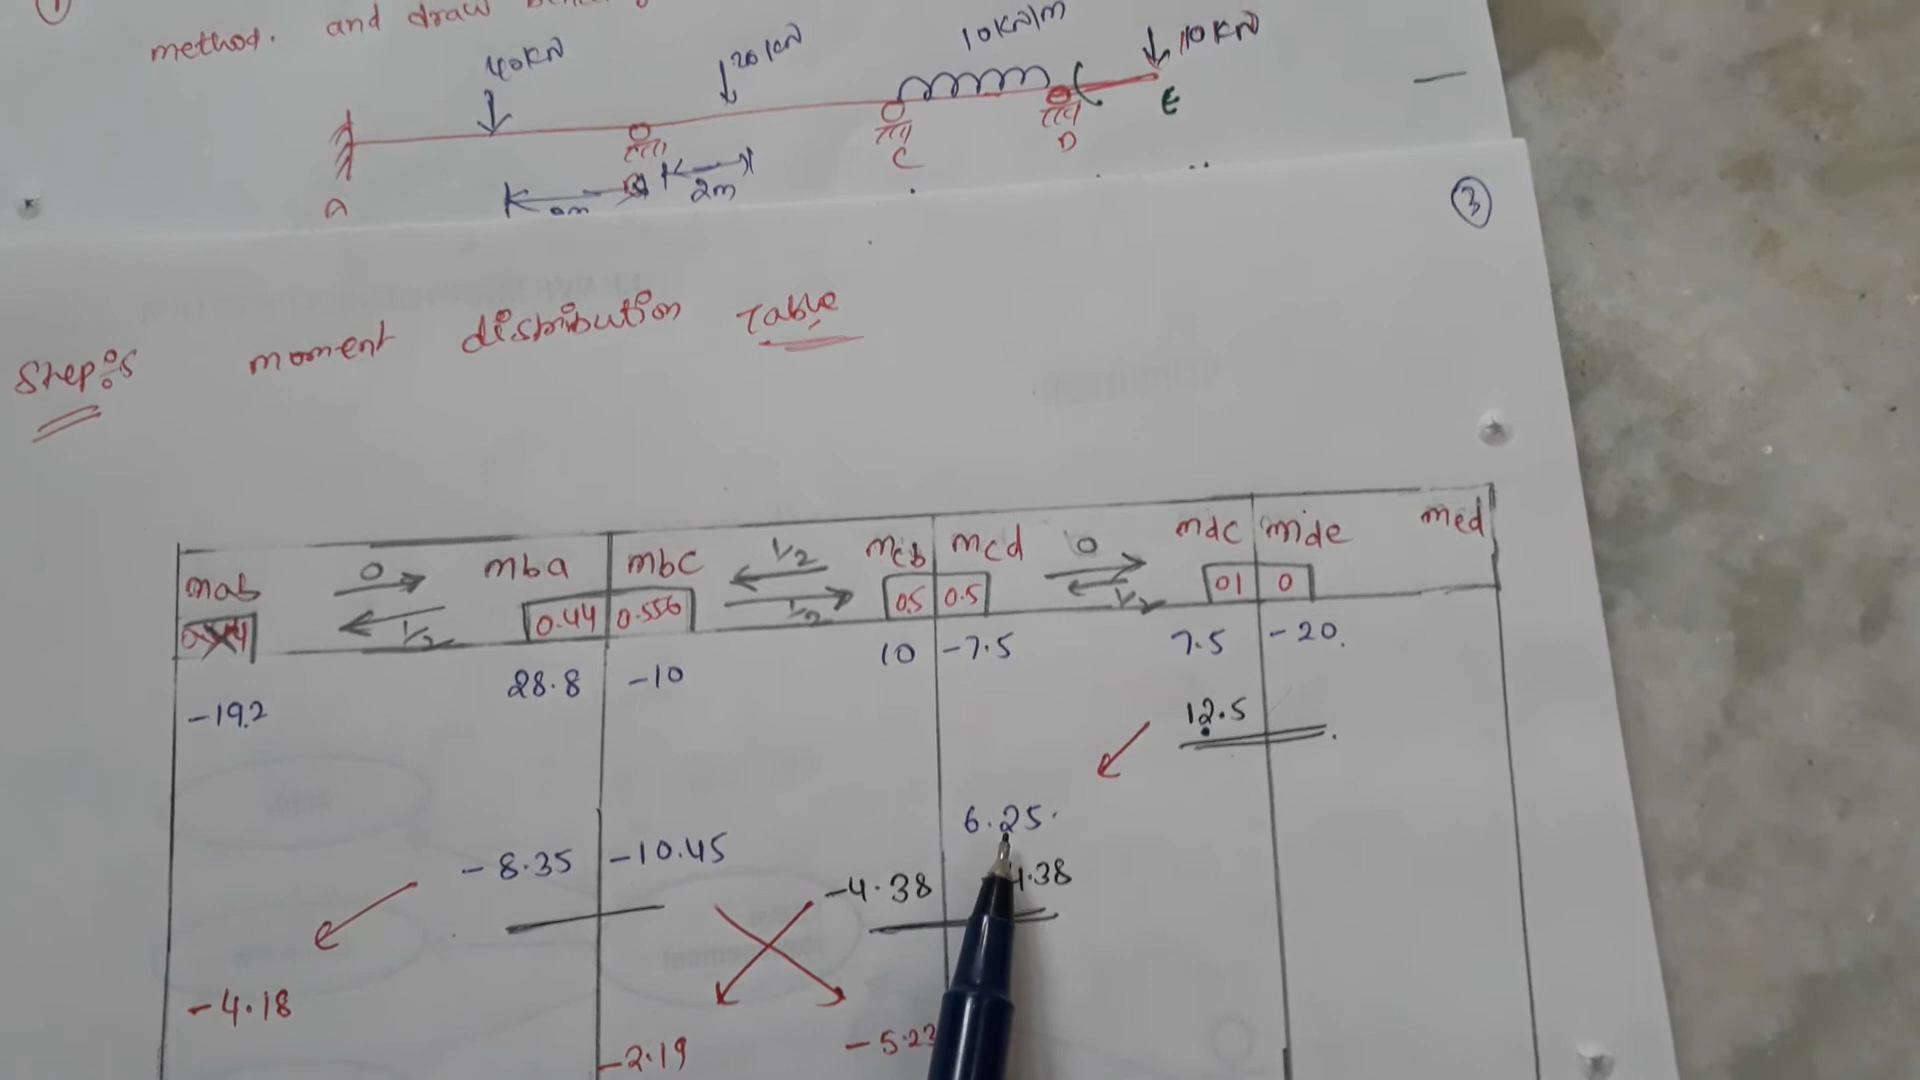 method. and draw
40KN
20KN
10KN/m
10KN
A
B
2m
C
D
E
3
Step:5 moment distribution Table
mab 0 mba mbc 1/2 mcb mcd 0 mdc mde med
1/2 0.44 0.556 1/2 0.5 0.5 1/2 01 0
-19.2 28.8 -10 10 -7.5 7.5 -20.
12.5
6.25
-8.35 -10.45 -4.38 4.38
-4.18 -2.19 -5.22